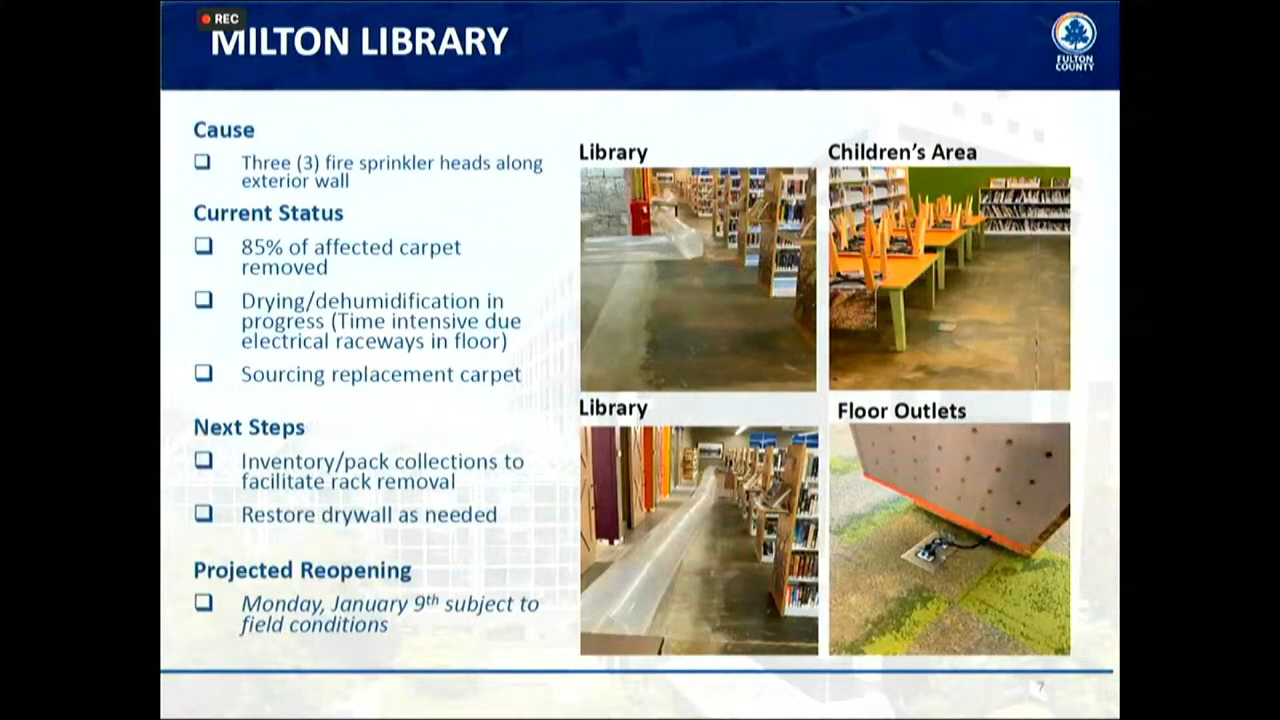 REC
MILTON LIBRARY
FULTON
COUNTY
Cause
Three (3) fire sprinkler heads along
exterior wall
Current Status
85% of affected carpet
removed
Drying/dehumidification in
progress (Time intensive due
electrical raceways in floor)
Sourcing replacement carpet
Next Steps
Inventory/pack collections to
facilitate rack removal
Restore drywall as needed
Projected Reopening
Monday, January 9th subject to
field conditions
Library
Children's Area
Library
Floor Outlets
7